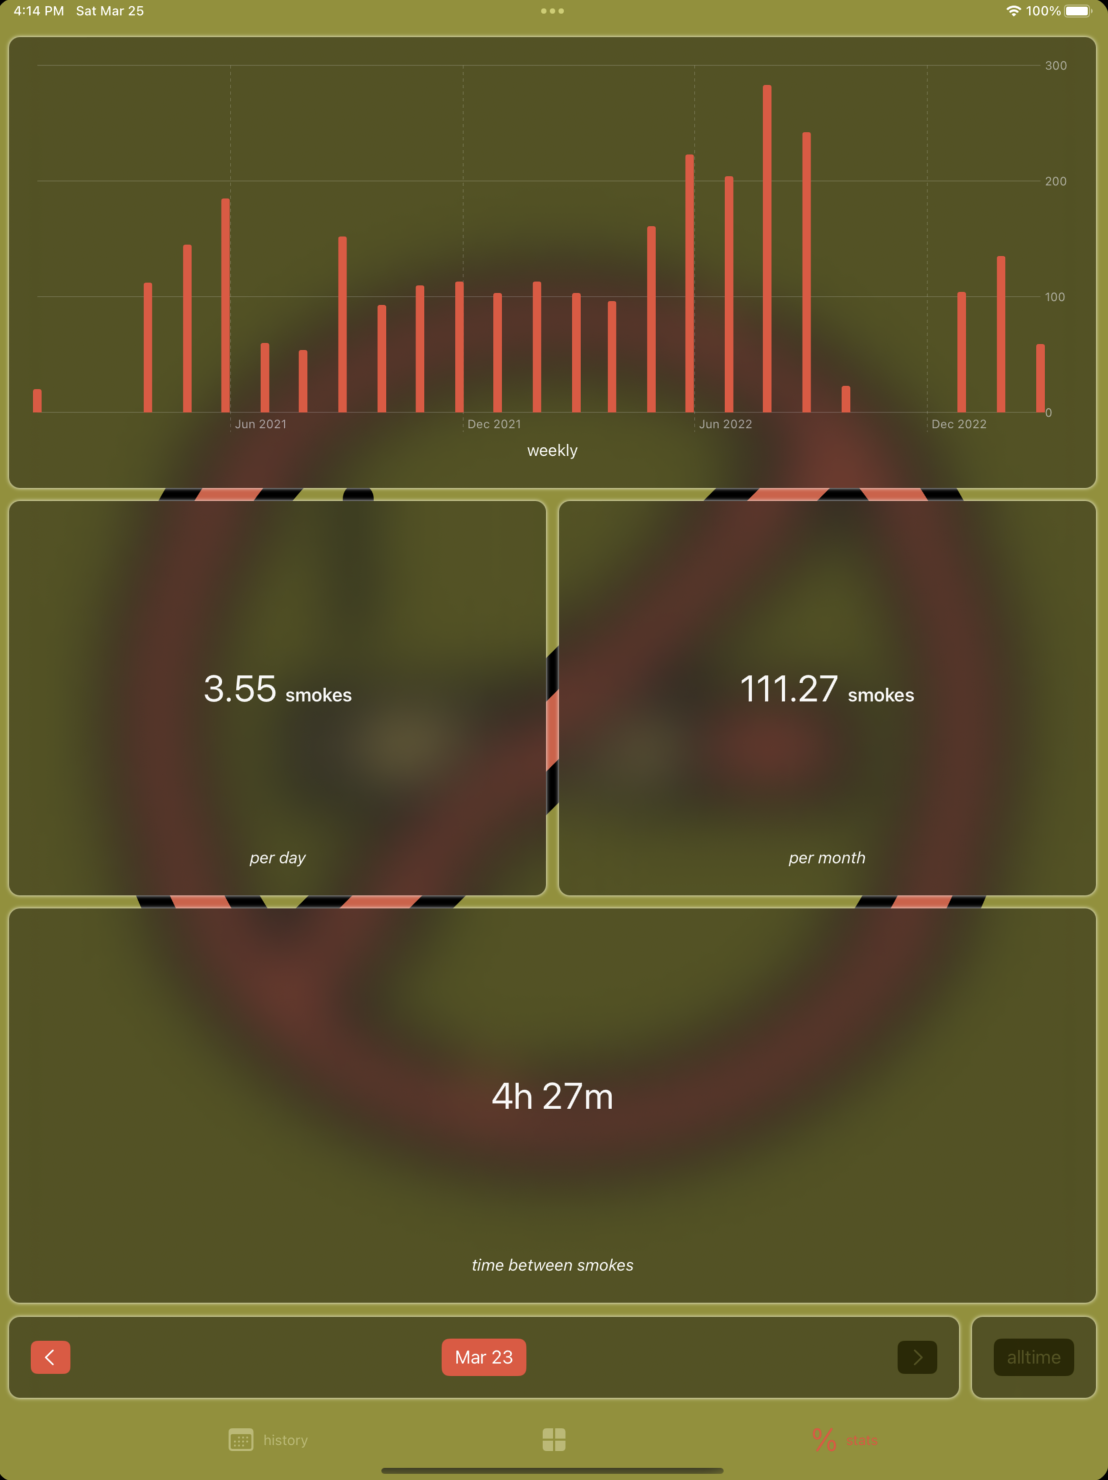 4:14 PM Sat Mar 25
100%
300
200
100
0
Jun 2021 Dec 2021 Jun 2022 Dec 2022
weekly
3.55 smokes
per day
111.27 smokes
per month
4h 27m
time between smokes
Mar 23
alltime
history
% stats